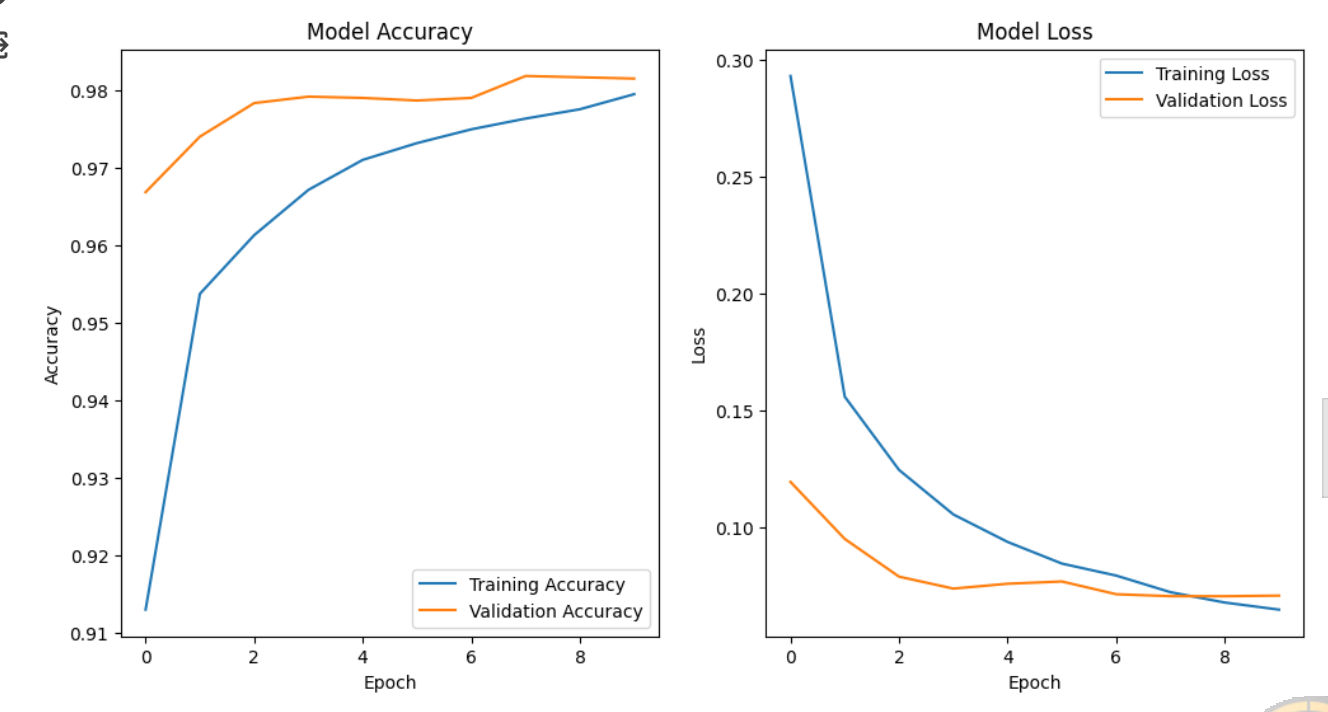 Model Accuracy
0.98
0.97
0.96
0.95
0.94
0.93
0.92
0.91
Accuracy
Training Accuracy
Validation Accuracy
0 2 4 6 8
Epoch
Model Loss
0.30
0.25
0.20
0.15
0.10
Loss
Training Loss
Validation Loss
0 2 4 6 8
Epoch